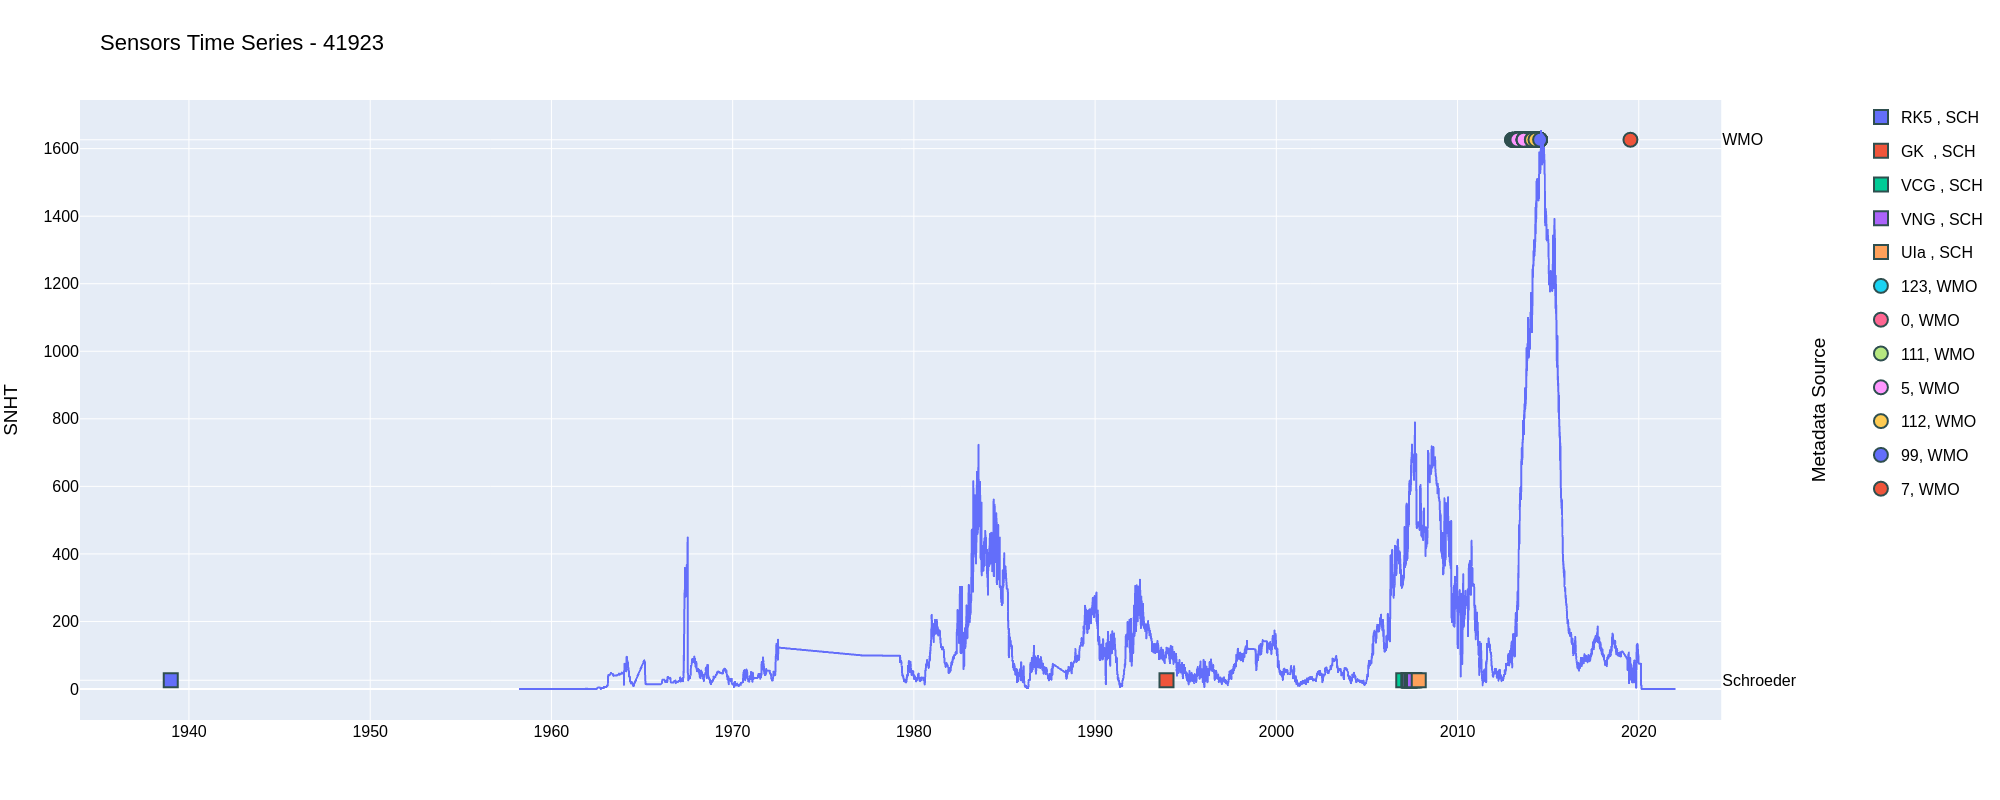 Sensors Time Series - 41923
SNHT
1600
1400
1200
1000
800
600
400
200
0
1940
1950
1960
1970
1980
1990
2000
2010
2020
WMO
Schroeder
Metadata Source
RK5 , SCH
GK , SCH
VCG , SCH
VNG , SCH
Ula , SCH
123, WMO
0, WMO
111, WMO
5, WMO
112, WMO
99, WMO
7, WMO